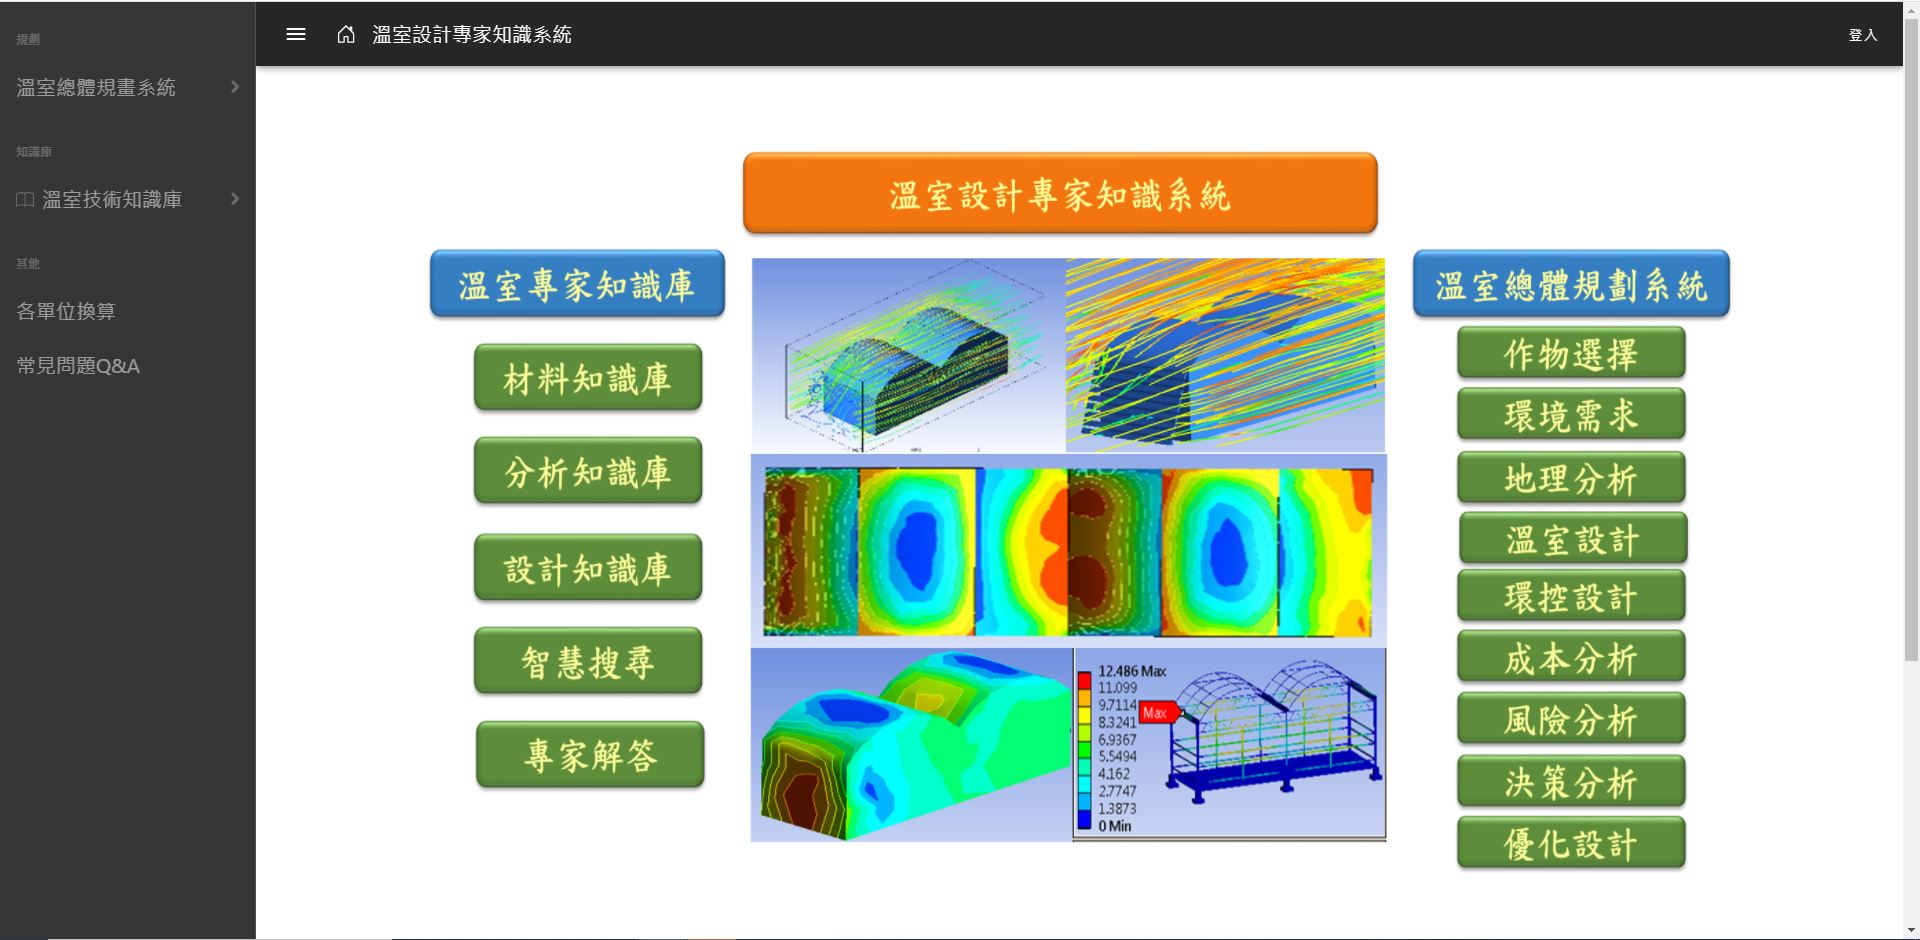 規劃
溫室總體規畫系統
知識庫
溫室技術知識庫
其他
各單位換算
常見問題Q&A
溫室設計專家知識系統
登入
溫室設計專家知識系統
溫室專家知識庫
材料知識庫
分析知識庫
設計知識庫
智慧搜尋
專家解答
12.486 Max
11.099
9.7114
8.3241
6.9367
5.5494
4.162
2.7747
1.3873
0 Min
Max
溫室總體規劃系統
作物選擇
環境需求
地理分析
溫室設計
環控設計
成本分析
風險分析
決策分析
優化設計